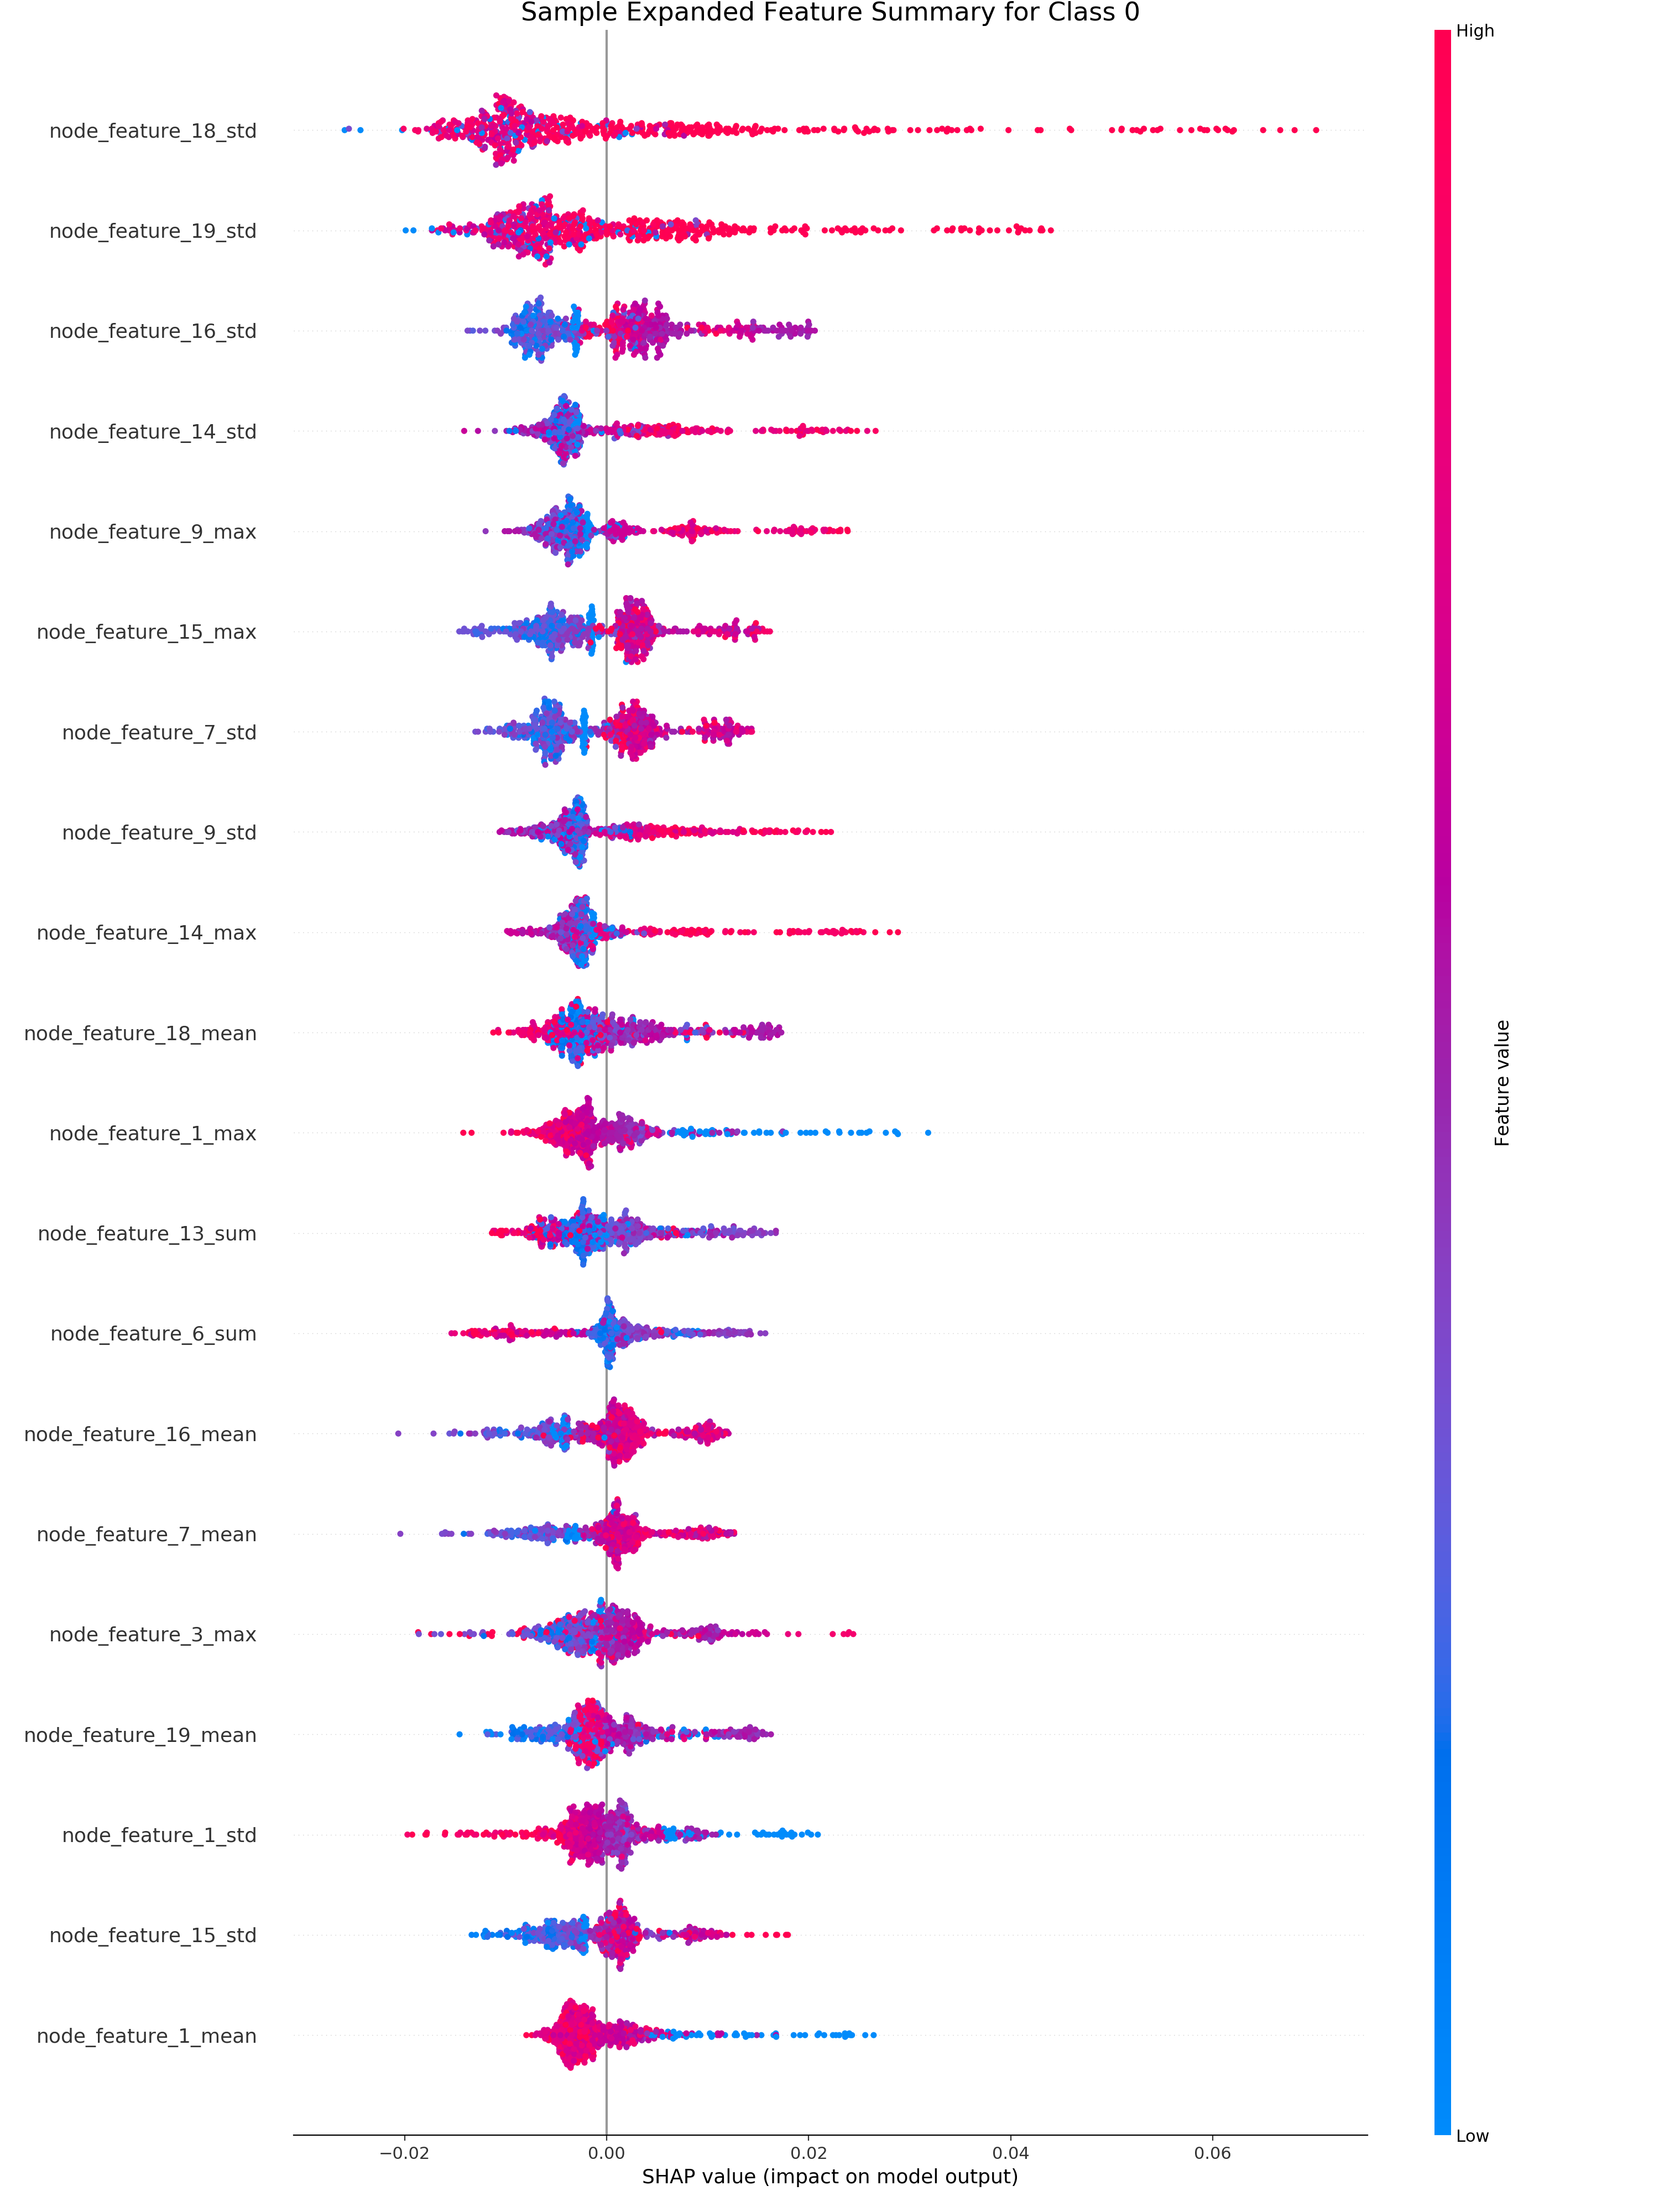 Sample Expanded Feature Summary for Class 0
High
node_feature_18_std
node_feature_19_std
node_feature_16_std
node_feature_14_std
node_feature_9_max
node_feature_15_max
node_feature_7_std
node_feature_9_std
node_feature_14_max
node_feature_18_mean
Feature value
node_feature_1_max
node_feature_13_sum
node_feature_6_sum
node_feature_16_mean
node_feature_7_mean
node_feature_3_max
node_feature_19_mean
node_feature_1_std
node_feature_15_std
node_feature_1_mean
Low
−0.02 0.00 0.02 0.04 0.06
SHAP value (impact on model output)